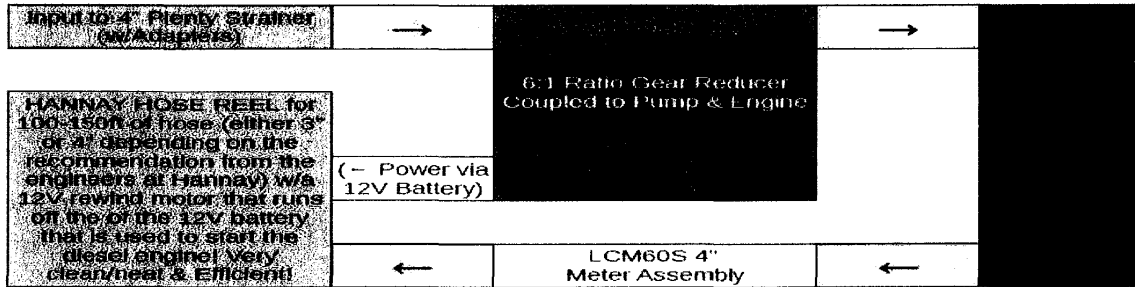 Input to 4" Plenty Strainer
(w/Adapters)
→
→
6:1 Ratio Gear Reducer
Coupled to Pump & Engine
HANNAY HOSE REEL for
100-150ft of hose (either 3"
or 4" depending on the
recommendation from the
engineers at Hannay) w/a
12V rewind motor that runs
off the of the 12V battery
that is used to start the
diesel engine! Very
clean/neat & Efficient!
(← Power via
12V Battery)
←
LCM60S 4"
Meter Assembly
←